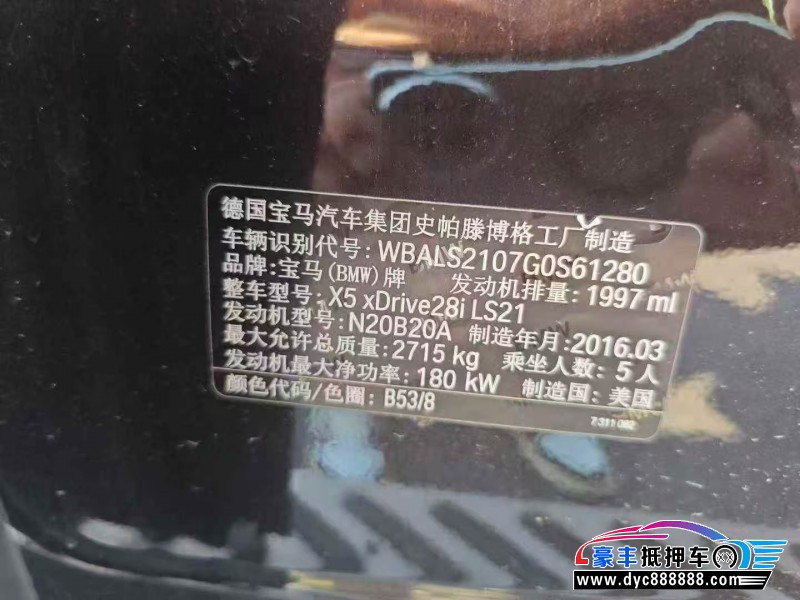 德国宝马汽车集团史帕滕博格工厂 制造
车辆识别代号: WBALS2107G0S61280
品牌: 宝马(BMW)牌 发动机排量: 1997 ml
整车型号: X5 xDrive28i LS21
发动机型号: N20B20A 制造年月: 2016.03
最大允许总质量: 2715 kg 乘坐人数: 5 人
发动机最大净功率: 180 kW 制造国: 美国
颜色代码/色圈: B53/8
7 311 082
豪丰抵押车
www.dyc888888.com